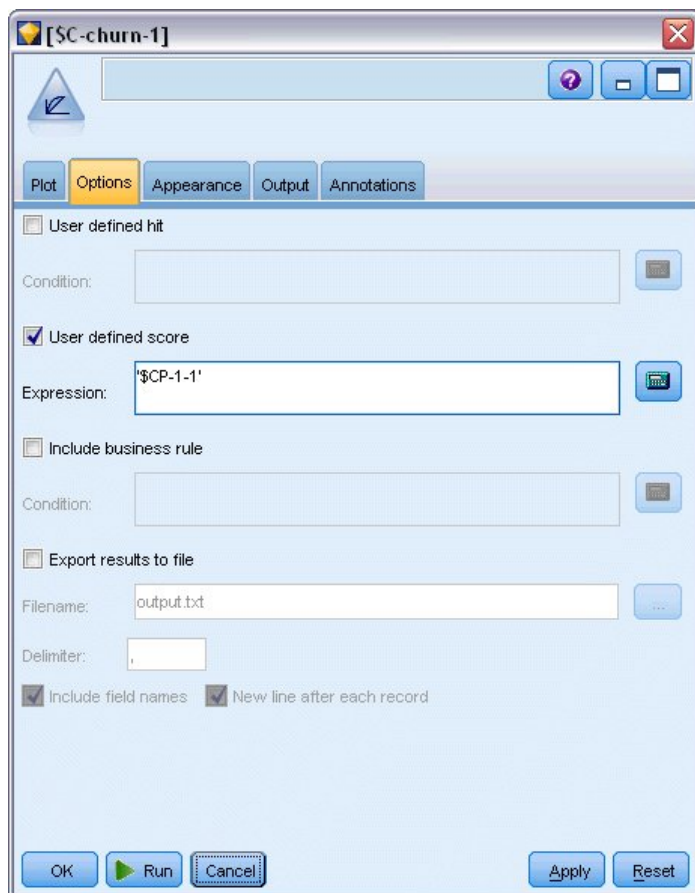 [$C-churn-1]
Plot Options Appearance Output Annotations
User defined hit
Condition:
User defined score
Expression: '$CP-1-1'
Include business rule
Condition:
Export results to file
Filename: output.txt ...
Delimiter: ,
Include field names New line after each record
OK Run Cancel Apply Reset